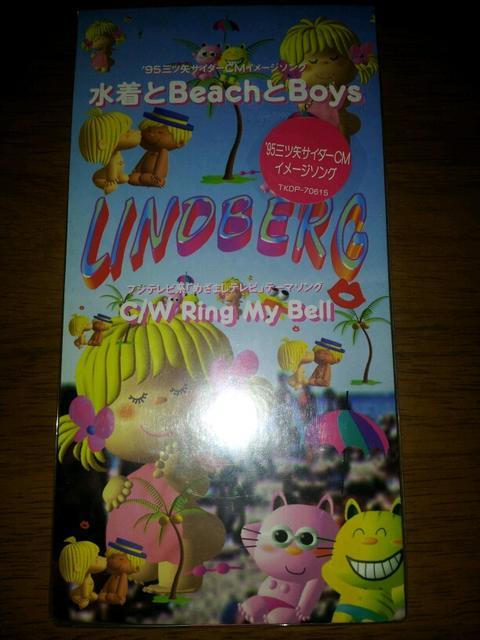 '95三ツ矢サイダーCMイメージソング
水着とBeachとBoys
'95三ツ矢サイダーCM
イメージソング
TKDP-70615
LINDBERG
フジテレビ系「めざましテレビ」テーマソング
C/W Ring My Bell